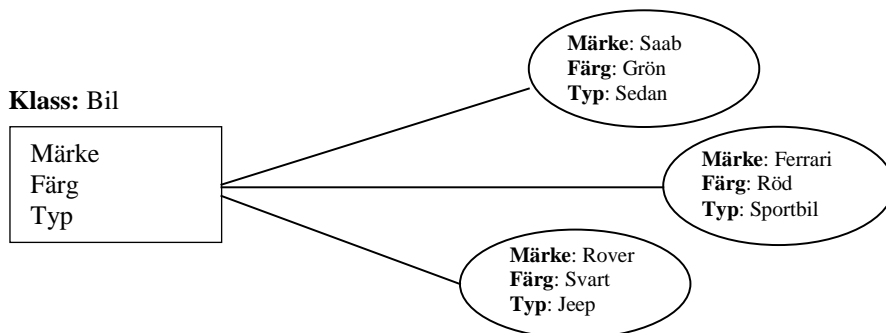 Klass: Bil
Märke
Färg
Typ
Märke: Saab
Färg: Grön
Typ: Sedan
Märke: Ferrari
Färg: Röd
Typ: Sportbil
Märke: Rover
Färg: Svart
Typ: Jeep